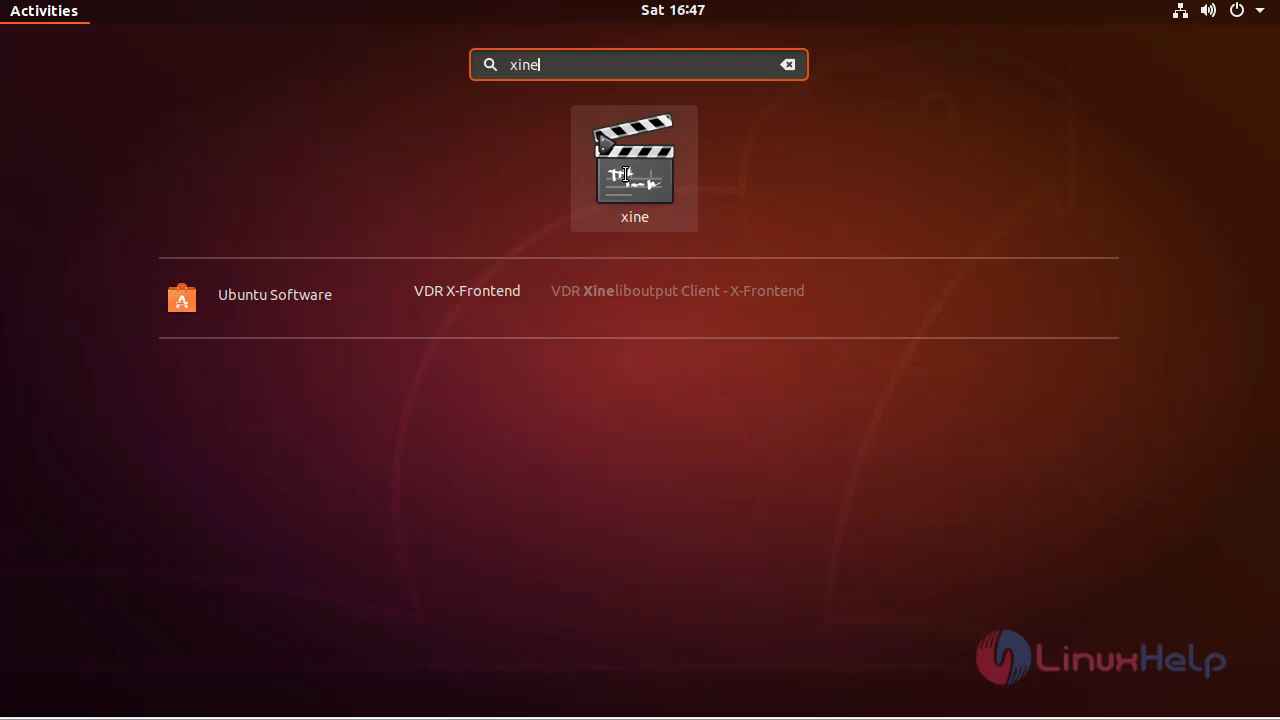 Activities
Sat 16:47
xine
xine
Ubuntu Software
VDR X-Frontend
VDR Xineliboutput Client - X-Frontend
LinuxHelp